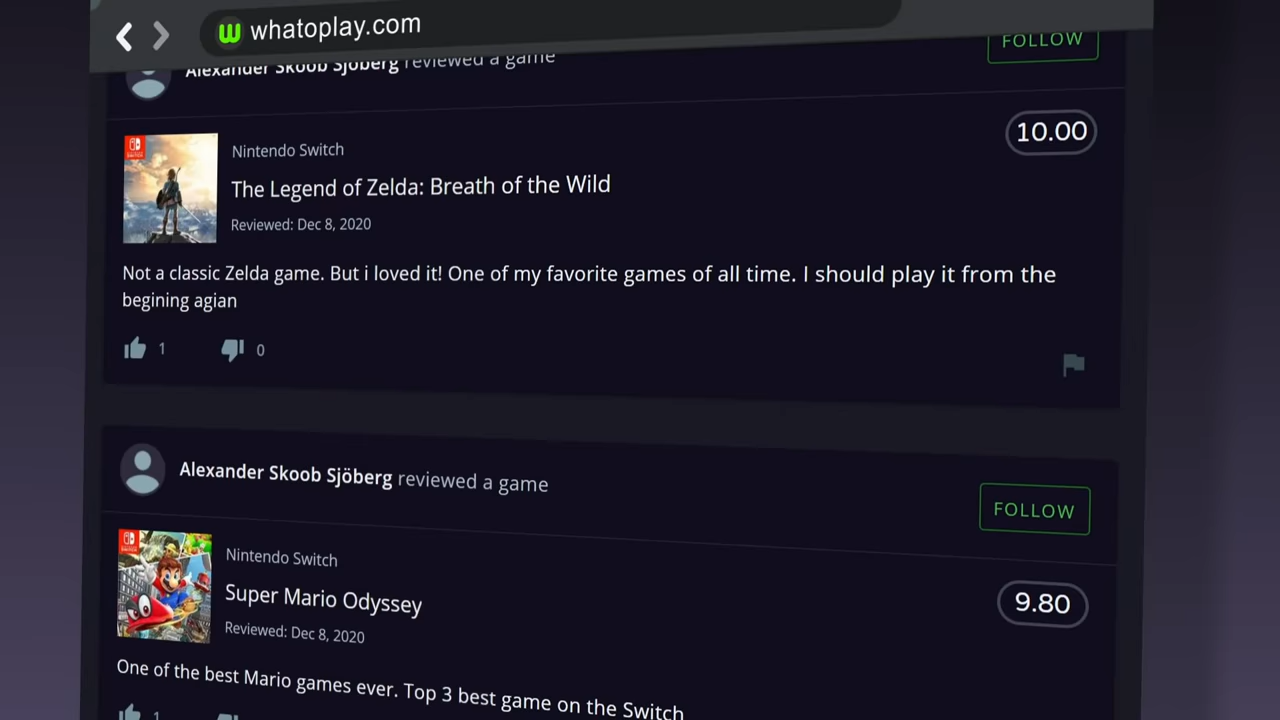 whatoplay.com
Alexander Skoob Sjöberg reviewed a game
FOLLOW
10.00
Nintendo Switch
The Legend of Zelda: Breath of the Wild
Reviewed: Dec 8, 2020
Not a classic Zelda game. But i loved it! One of my favorite games of all time. I should play it from the
begining agian
1
0
Alexander Skoob Sjöberg reviewed a game
FOLLOW
Nintendo Switch
Super Mario Odyssey
9.80
Reviewed: Dec 8, 2020
One of the best Mario games ever. Top 3 best game on the Switch
1